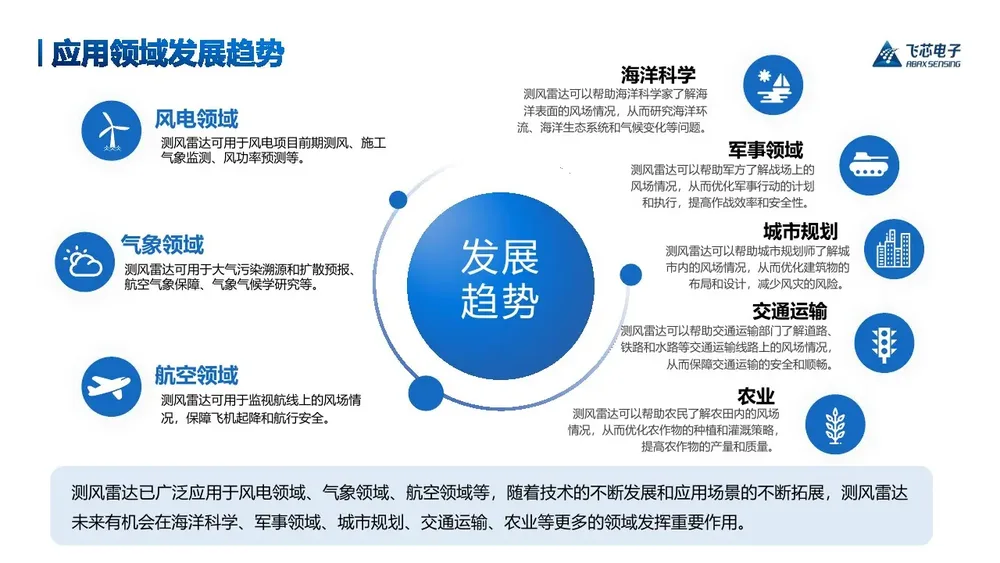 应用领域发展趋势
飞芯电子
ABAX SENSING
风电领域
测风雷达可用于风电项目前期测风、施工
气象监测、风功率预测等。
气象领域
测风雷达可用于大气污染溯源和扩散预报、
航空气象保障、气象气候学研究等。
航空领域
测风雷达可用于监视航线上的风场情
况，保障飞机起降和航行安全。
发展
趋势
海洋科学
测风雷达可以帮助海洋科学家了解海
洋表面的风场情况，从而研究海洋环
流、海洋生态系统和气候变化等问题。
军事领域
测风雷达可以帮助军方了解战场上的
风场情况，从而优化军事行动的计划
和执行，提高作战效率和安全性。
城市规划
测风雷达可以帮助城市规划师了解城
市内的风场情况，从而优化建筑物的
布局和设计，减少风灾的风险。
交通运输
测风雷达可以帮助交通运输部门了解道路、
铁路和水路等交通运输线路上的风场情况，
从而保障交通运输的安全和顺畅。
农业
测风雷达可以帮助农民了解农田内的风场
情况，从而优化农作物的种植和灌溉策略，
提高农作物的产量和质量。
测风雷达已广泛应用于风电领域、气象领域、航空领域等，随着技术的不断发展和应用场景的不断拓展，测风雷达
未来有机会在海洋科学、军事领域、城市规划、交通运输、农业等更多的领域发挥重要作用。